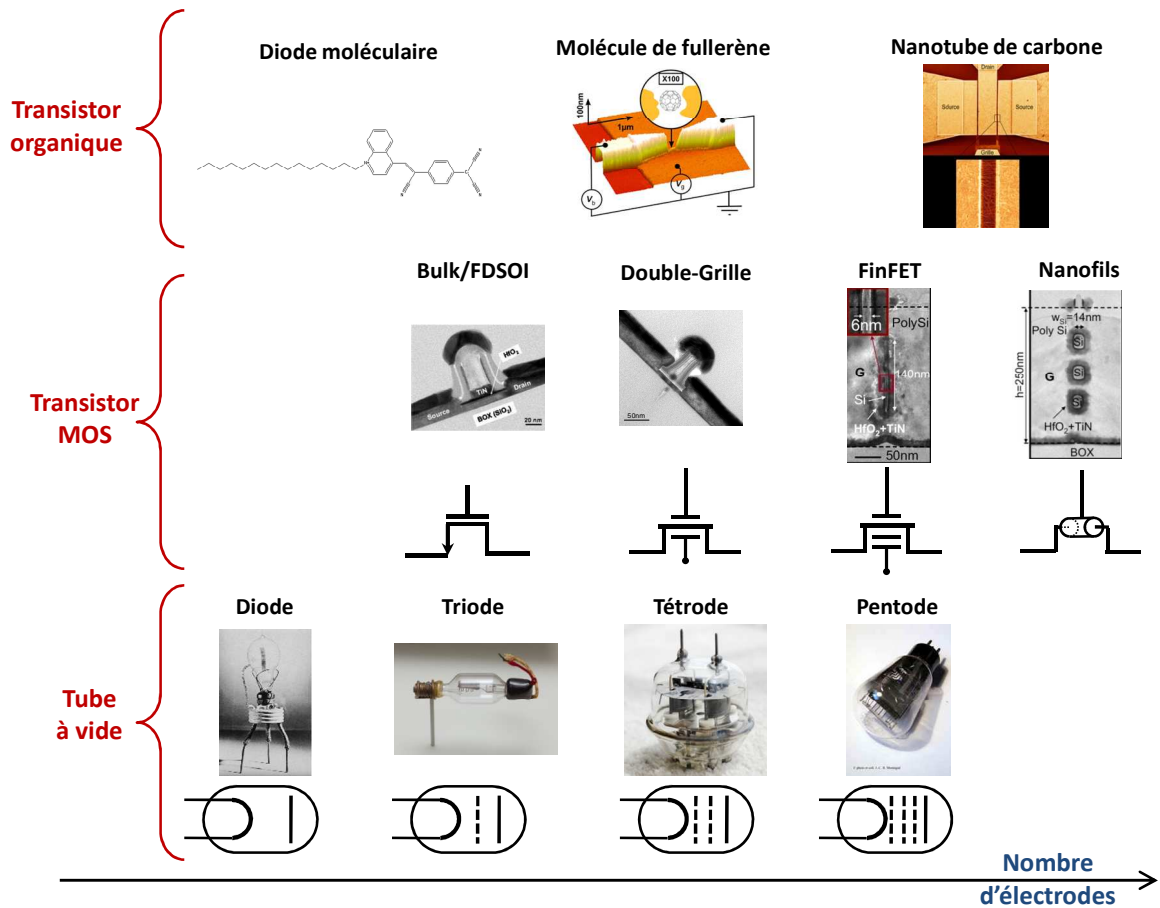 Diode moléculaire
Molécule de fullerène
Nanotube de carbone
Transistor
organique
X100
100nm
1µm
V_b
V_g
Drain
Source
Source
Grille
N
N
C
N
N
Bulk/FDSOI
Double-Grille
FinFET
Nanofils
Transistor
MOS
HfO₂
TiN
Drain
Source
BOX (SiO₂)
20 nm
50nm
6nm
PolySi
G
140nm
Si
HfO₂+TiN
50nm
w_Si=14nm
Poly Si
Si
G
Si
Si
h=250nm
HfO₂+TiN
BOX
Diode
Triode
Tétrode
Pentode
Tube
à vide
Nombre
d'électrodes